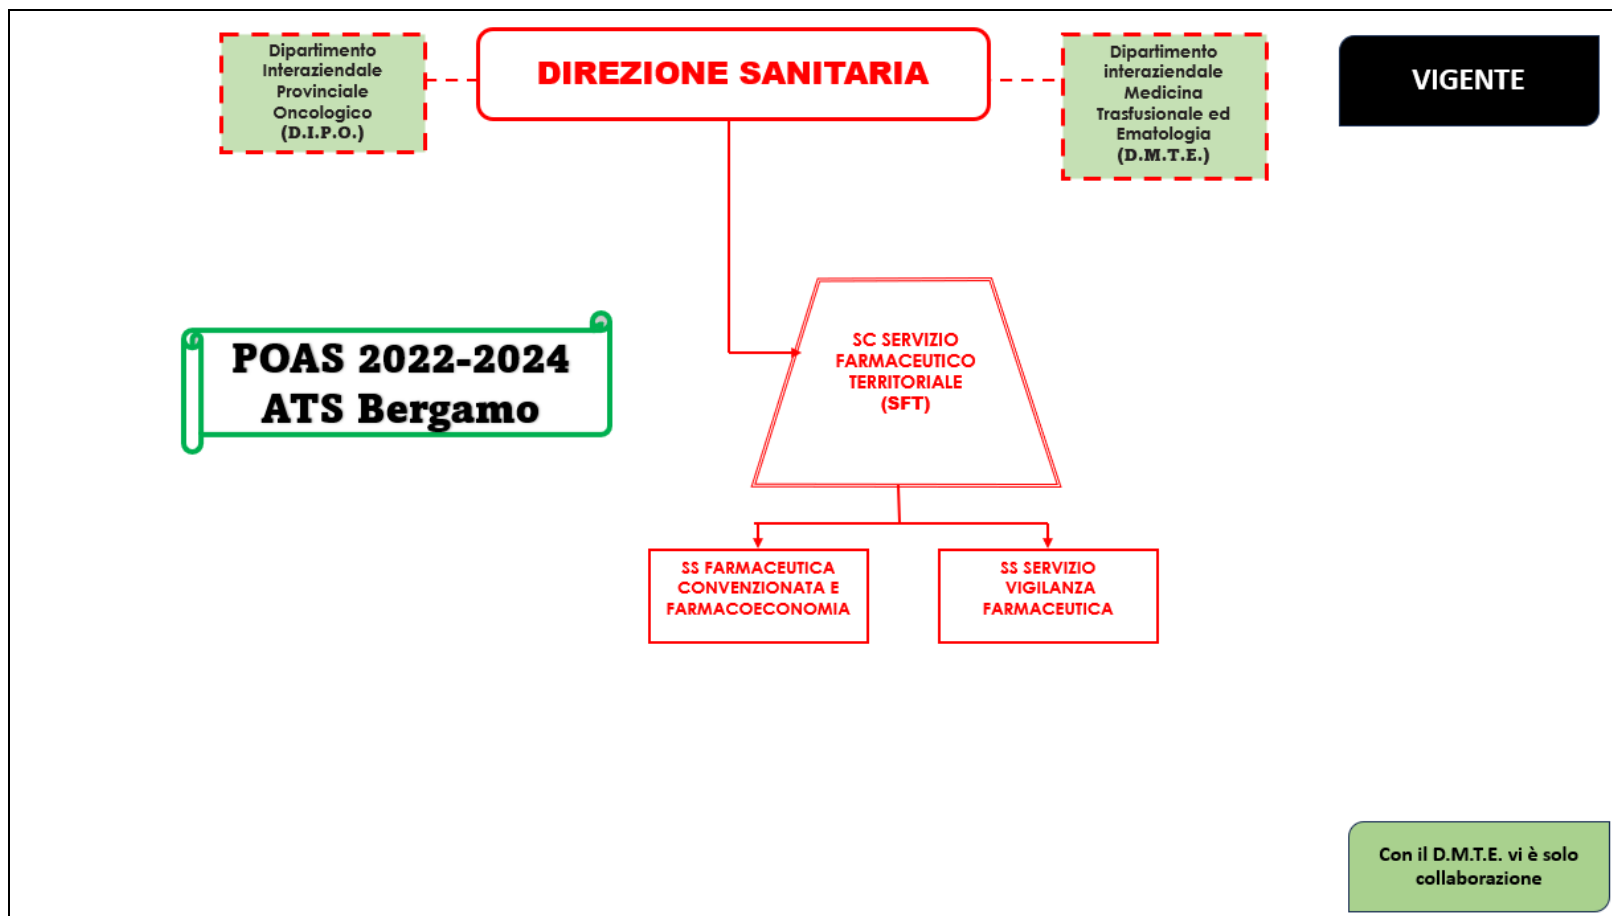 Dipartimento
Interaziendale
Provinciale
Oncologico
(D.I.P.O.)
DIREZIONE SANITARIA
Dipartimento
interaziendale
Medicina
Trasfusionale ed
Ematologia
(D.M.T.E.)
VIGENTE
POAS 2022-2024
ATS Bergamo
SC SERVIZIO
FARMACEUTICO
TERRITORIALE
(SFT)
SS FARMACEUTICA
CONVENZIONATA E
FARMACOECONOMIA
SS SERVIZIO
VIGILANZA
FARMACEUTICA
Con il D.M.T.E. vi è solo
collaborazione